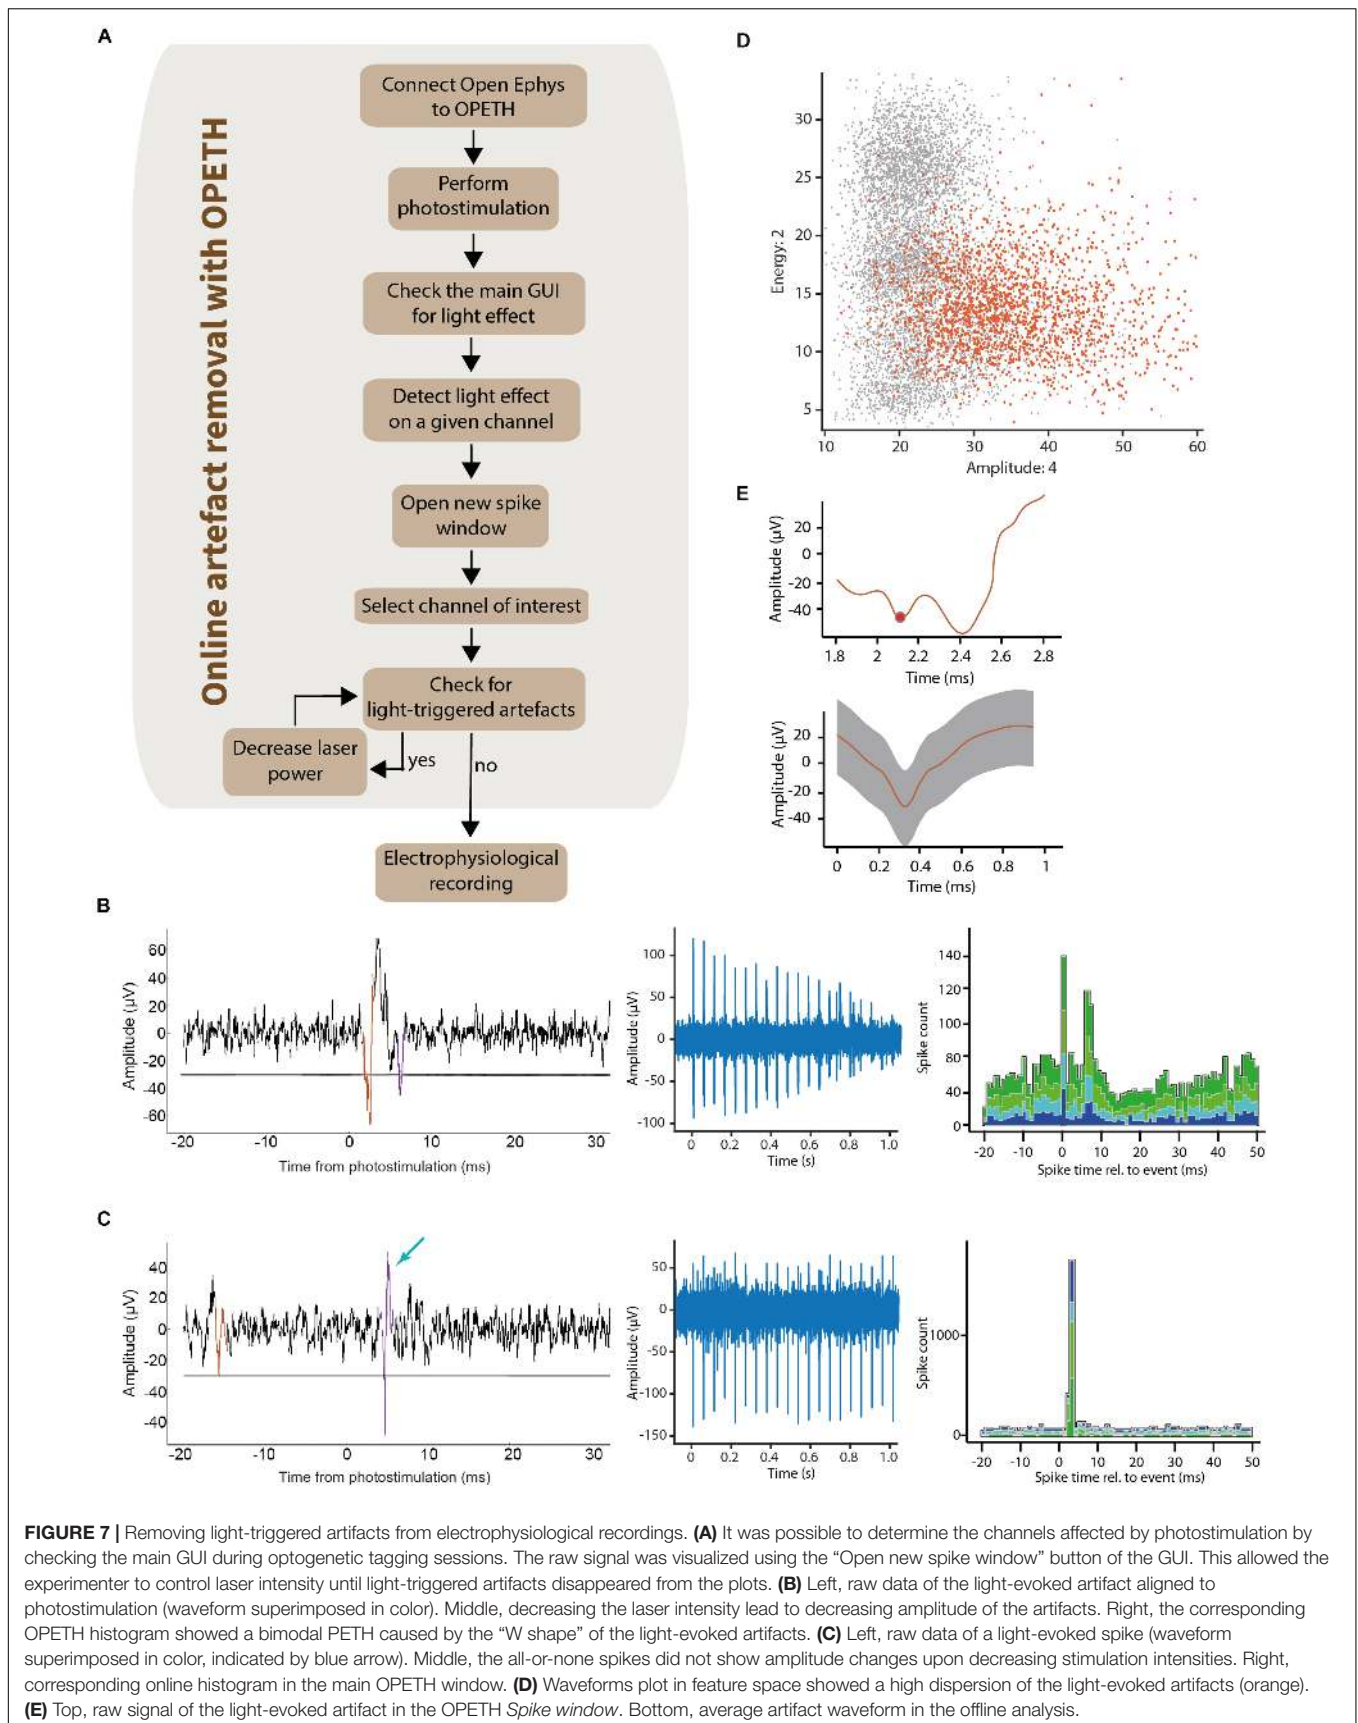 A
Online artefact removal with OPETH
Connect Open Ephys
to OPETH
Perform
photostimulation
Check the main GUI
for light effect
Detect light effect
on a given channel
Open new spike
window
Select channel of interest
Check for
light-triggered artefacts
Decrease laser
power
yes
no
Electrophysiological
recording
D
Energy: 2
30
25
20
15
10
5
10 20 30 40 50 60
Amplitude: 4
E
Amplitude (µV)
20
0
-20
-40
1.8 2 2.2 2.4 2.6 2.8
Time (ms)
Amplitude (µV)
20
0
-20
-40
0 0.2 0.4 0.6 0.8 1
Time (ms)
B
Amplitude (µV)
60
40
20
0
-20
-40
-60
-20 -10 0 10 20 30
Time from photostimulation (ms)
Amplitude (µV)
100
50
0
-50
-100
0 0.2 0.4 0.6 0.8 1.0
Time (s)
Spike count
140
120
100
80
40
0
-20 -10 0 10 20 30 40 50
Spike time rel. to event (ms)
C
Amplitude (µV)
40
20
0
-20
-40
-40
-20 -10 0 10 20 30
Time from photostimulation (ms)
Amplitude (µV)
50
0
-50
-100
-150
0 0.2 0.4 0.6 0.8 1.0
Time (s)
Spike count
1000
0
-20 -10 0 10 20 30 40 50
Spike time rel. to event (ms)
FIGURE 7 | Removing light-triggered artifacts from electrophysiological recordings. (A) It was possible to determine the channels affected by photostimulation by
checking the main GUI during optogenetic tagging sessions. The raw signal was visualized using the “Open new spike window” button of the GUI. This allowed the
experimenter to control laser intensity until light-triggered artifacts disappeared from the plots. (B) Left, raw data of the light-evoked artifact aligned to
photostimulation (waveform superimposed in color). Middle, decreasing the laser intensity lead to decreasing amplitude of the artifacts. Right, the corresponding
OPETH histogram showed a bimodal PETH caused by the “W shape” of the light-evoked artifacts. (C) Left, raw data of a light-evoked spike (waveform
superimposed in color, indicated by blue arrow). Middle, the all-or-none spikes did not show amplitude changes upon decreasing stimulation intensities. Right,
corresponding online histogram in the main OPETH window. (D) Waveforms plot in feature space showed a high dispersion of the light-evoked artifacts (orange).
(E) Top, raw signal of the light-evoked artifact in the OPETH Spike window. Bottom, average artifact waveform in the offline analysis.